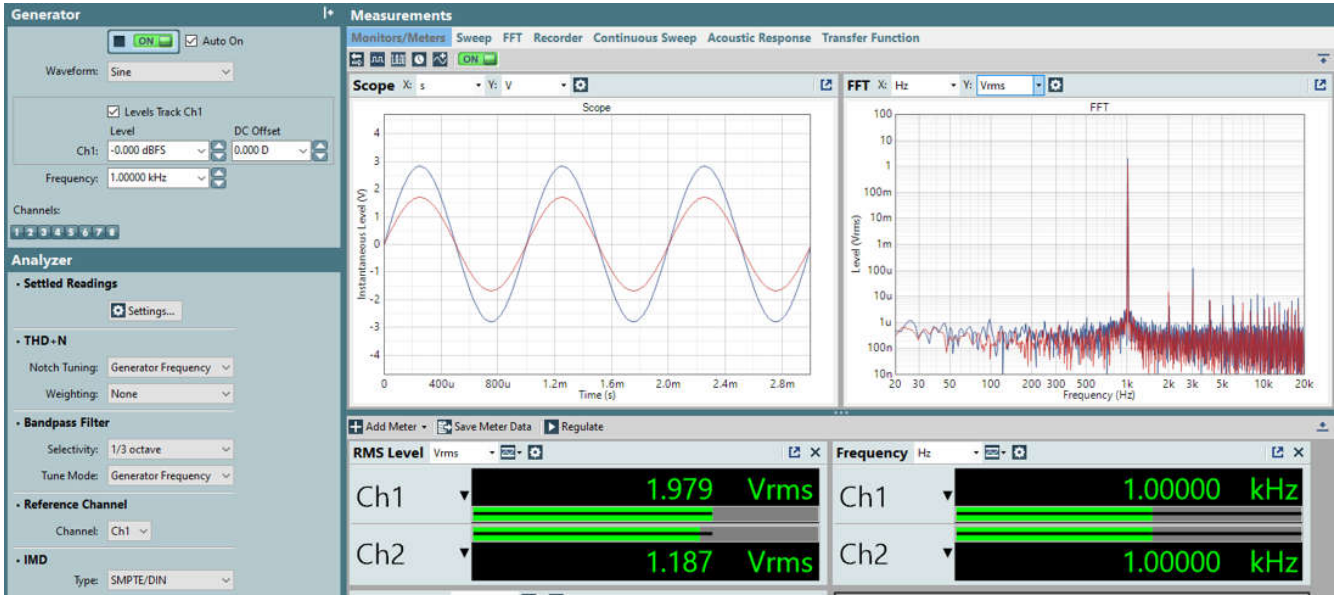 Generator
ON Auto On
Waveform: Sine
Levels Track Ch1
Level DC Offset
Ch1: -0.000 dBFS 0.000 D
Frequency: 1.00000 kHz
Channels:
1 2 3 4 5 6 7 8
Analyzer
Settled Readings
Settings...
THD+N
Notch Tuning: Generator Frequency
Weighting: None
Bandpass Filter
Selectivity: 1/3 octave
Tune Mode: Generator Frequency
Reference Channel
Channel: Ch1
IMD
Type: SMPTE/DIN
Measurements
Monitors/Meters Sweep FFT Recorder Continuous Sweep Acoustic Response Transfer Function
ON
Scope X: s Y: V
Scope
Instantaneous Level (V)
4
3
2
1
0
-1
-2
-3
-4
0 400u 800u 1.2m 1.6m 2.0m 2.4m 2.8m
Time (s)
FFT X: Hz Y: Vrms
FFT
Level (Vrms)
100
10
1
100m
10m
1m
100u
10u
1u
100n
10n
20 30 50 100 200 300 500 1k 2k 3k 5k 10k 20k
Frequency (Hz)
Add Meter Save Meter Data Regulate
RMS Level Vrms
Ch1 1.979 Vrms
Ch2 1.187 Vrms
Frequency Hz
Ch1 1.00000 kHz
Ch2 1.00000 kHz